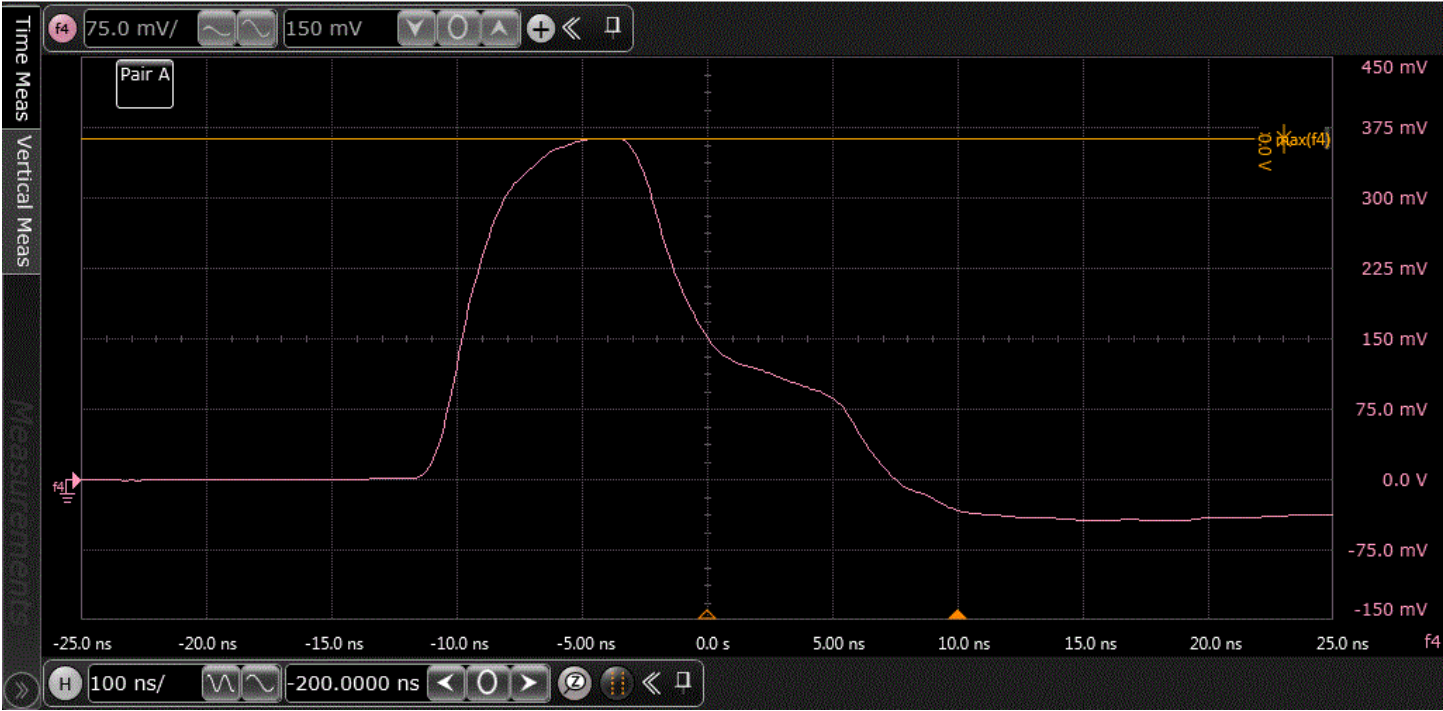 f4 75.0 mV/ 150 mV
Time Meas
Vertical Meas
Measurements
Pair A
450 mV
375 mV
max(f4)
0.0 V
300 mV
225 mV
150 mV
75.0 mV
f4
0.0 V
-75.0 mV
-150 mV
-25.0 ns -20.0 ns -15.0 ns -10.0 ns -5.00 ns 0.0 s 5.00 ns 10.0 ns 15.0 ns 20.0 ns 25.0 ns f4
H 100 ns/ -200.0000 ns Z